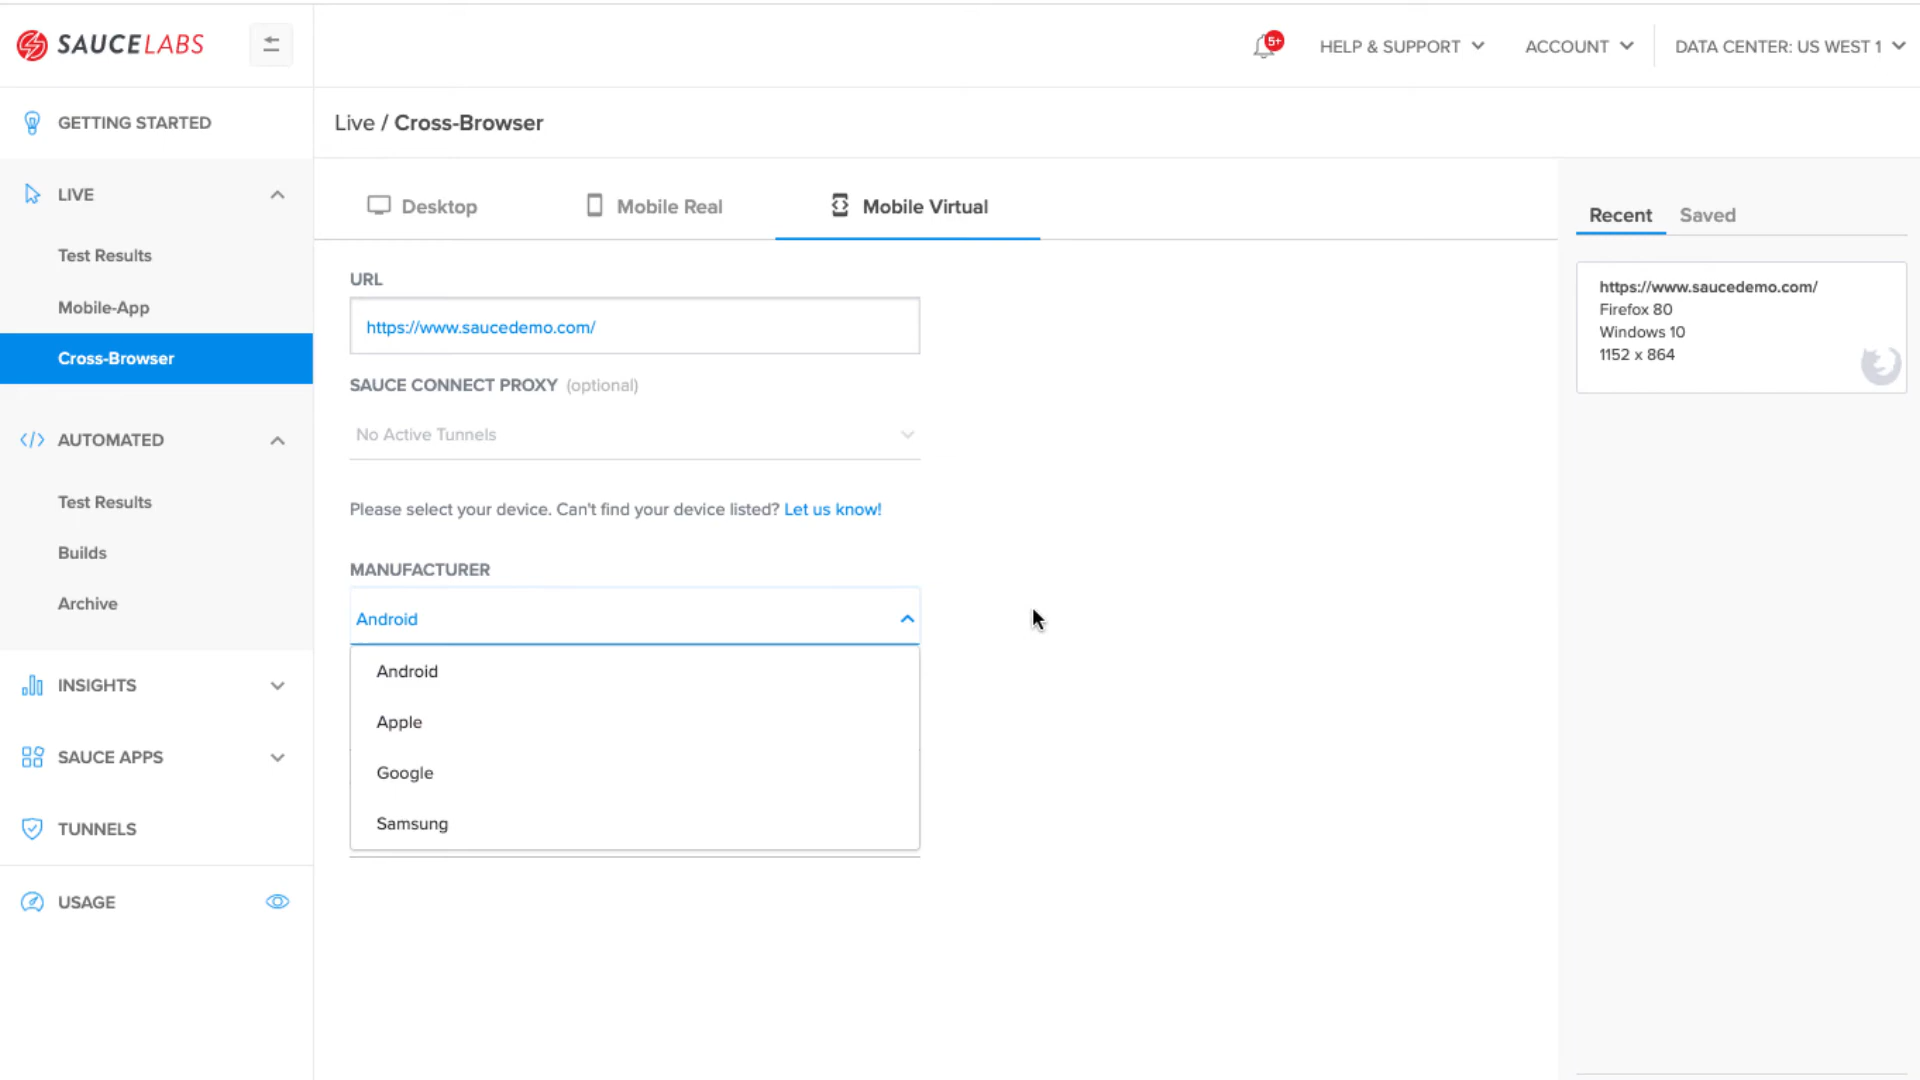 SAUCELABS
5+
HELP & SUPPORT
ACCOUNT
DATA CENTER: US WEST 1
GETTING STARTED
LIVE
Test Results
Mobile-App
Cross-Browser
AUTOMATED
Test Results
Builds
Archive
INSIGHTS
SAUCE APPS
TUNNELS
USAGE
Live / Cross-Browser
Desktop
Mobile Real
Mobile Virtual
URL
https://www.saucedemo.com/
SAUCE CONNECT PROXY (optional)
No Active Tunnels
Please select your device. Can't find your device listed? Let us know!
MANUFACTURER
Android
Android
Apple
Google
Samsung
Recent
Saved
https://www.saucedemo.com/
Firefox 80
Windows 10
1152 x 864